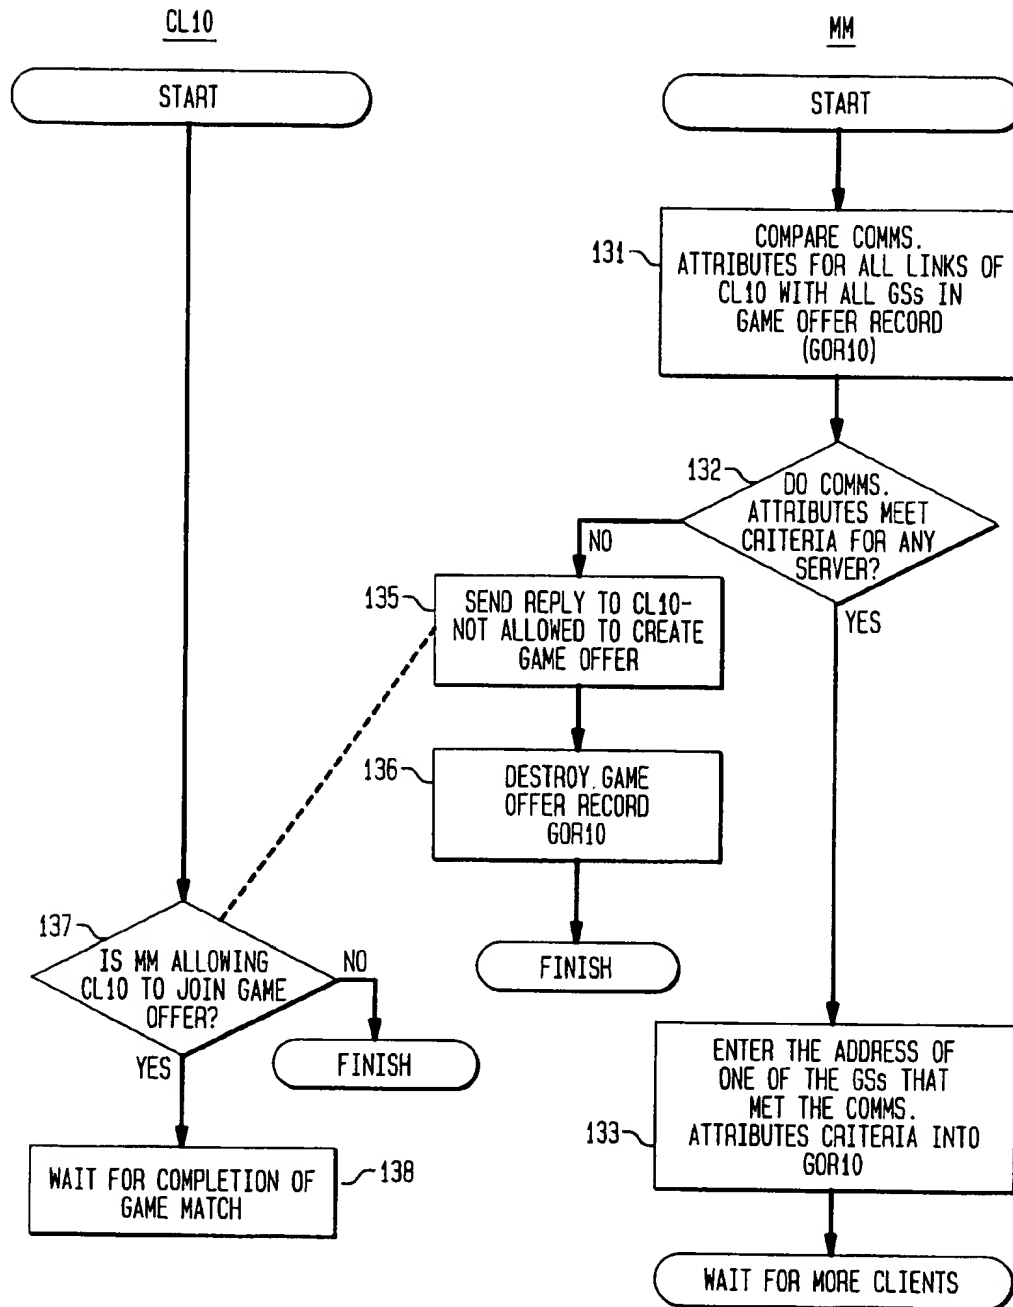 CL10
START
MM
START
131
COMPARE COMMS.
ATTRIBUTES FOR ALL LINKS OF
CL10 WITH ALL GSs IN
GAME OFFER RECORD
(GOR10)
132
DO COMMS.
ATTRIBUTES MEET
CRITERIA FOR ANY
SERVER?
NO
YES
135
SEND REPLY TO CL10-
NOT ALLOWED TO CREATE
GAME OFFER
136
DESTROY GAME
OFFER RECORD
GOR10
FINISH
137
IS MM ALLOWING
CL10 TO JOIN GAME
OFFER?
NO
YES
FINISH
WAIT FOR COMPLETION OF
GAME MATCH
138
133
ENTER THE ADDRESS OF
ONE OF THE GSs THAT
MET THE COMMS.
ATTRIBUTES CRITERIA INTO
GOR10
WAIT FOR MORE CLIENTS